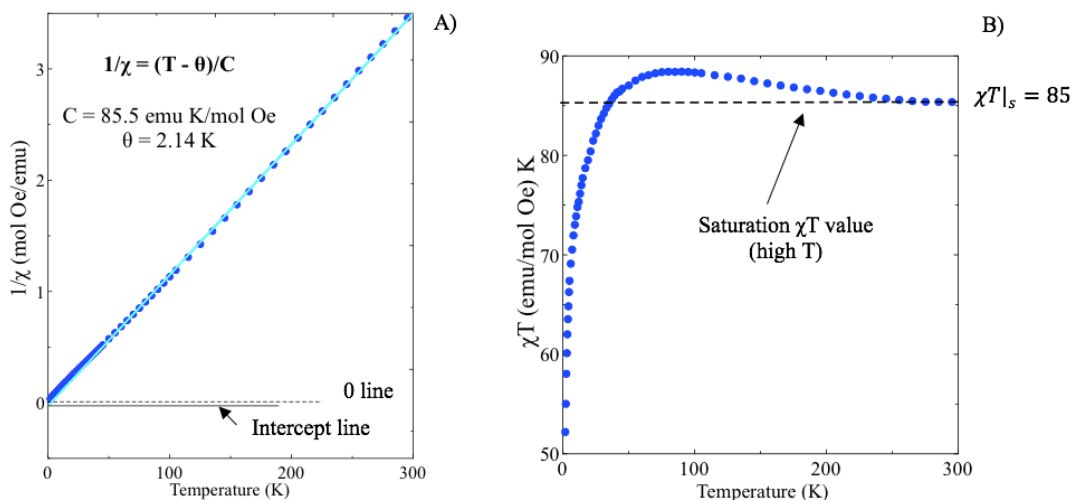 A)
1/χ = (T - θ)/C
C = 85.5 emu K/mol Oe
θ = 2.14 K
0 line
Intercept line
1/χ (mol Oe/emu)
3
2
1
0
0
100
200
300
Temperature (K)
B)
χT|ₛ = 85
Saturation χT value
(high T)
χT (emu/mol Oe) K
90
80
70
60
50
0
100
200
300
Temperature (K)